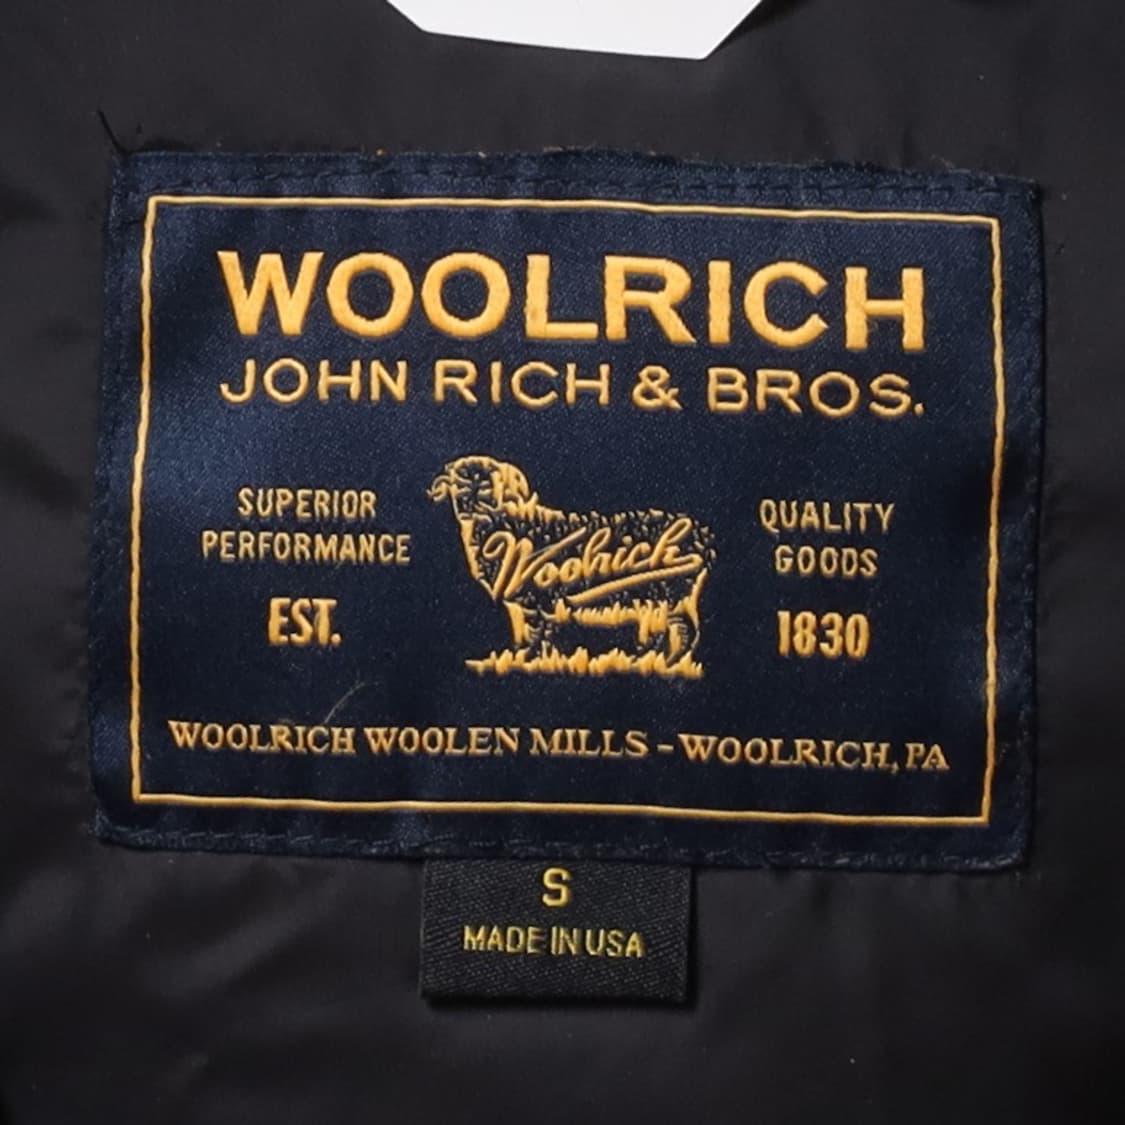 WOOLRICH
JOHN RICH & BROS.
SUPERIOR
PERFORMANCE
EST.
Woolrich
QUALITY
GOODS
1830
WOOLRICH WOOLEN MILLS - WOOLRICH, PA
S
MADE IN USA